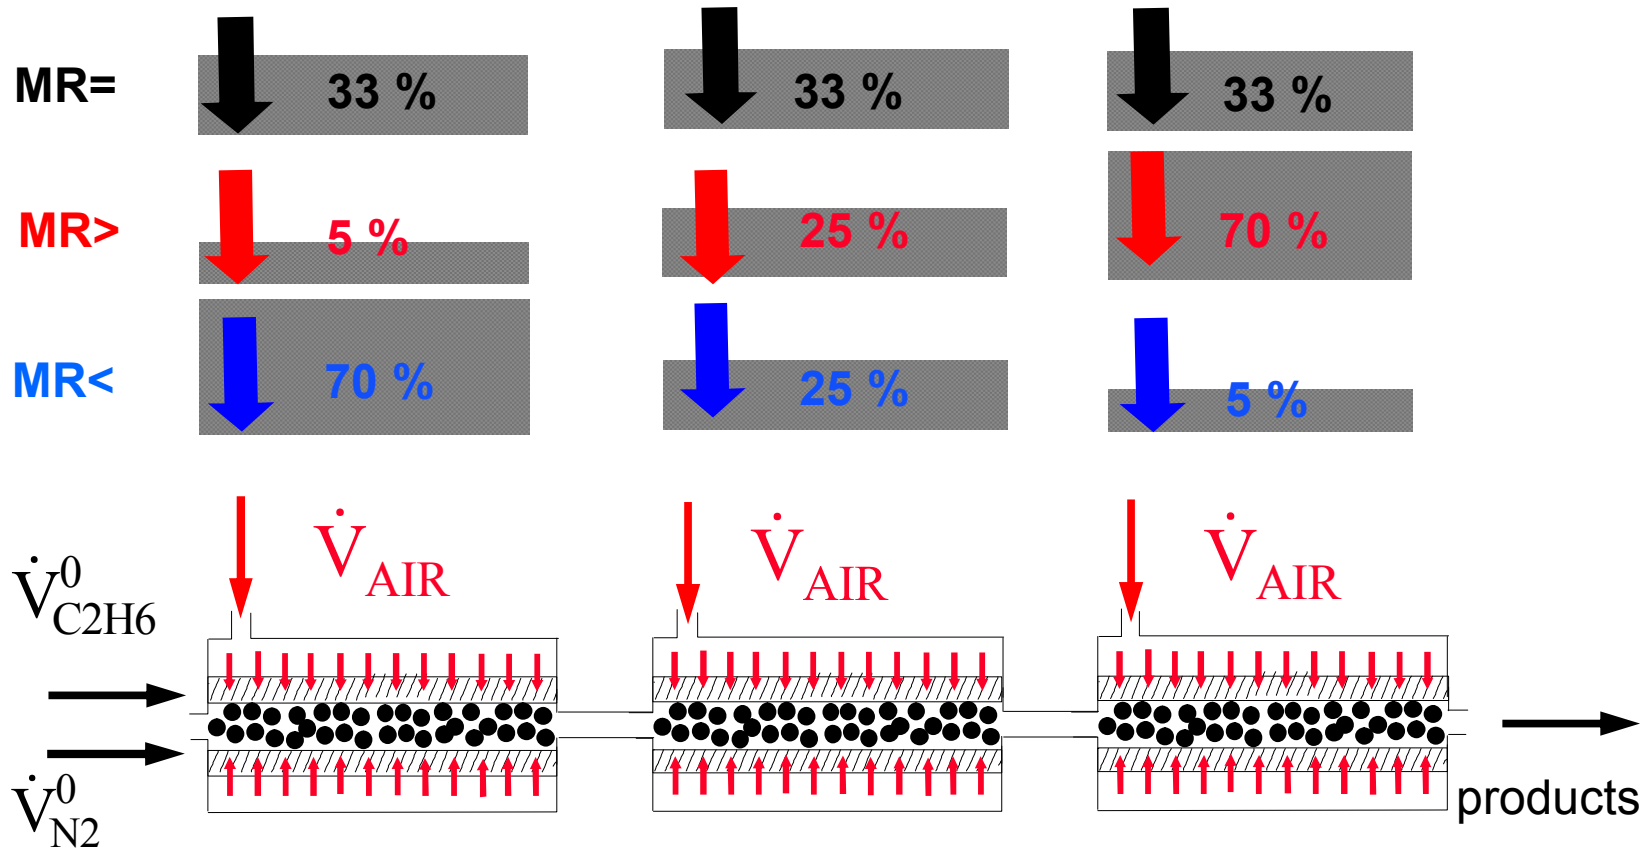 MR= 33 % 33 % 33 %
MR> 5 % 25 % 70 %
MR< 70 % 25 % 5 %
V̇AIR V̇AIR V̇AIR
V̇⁰C2H6
V̇⁰N2
products